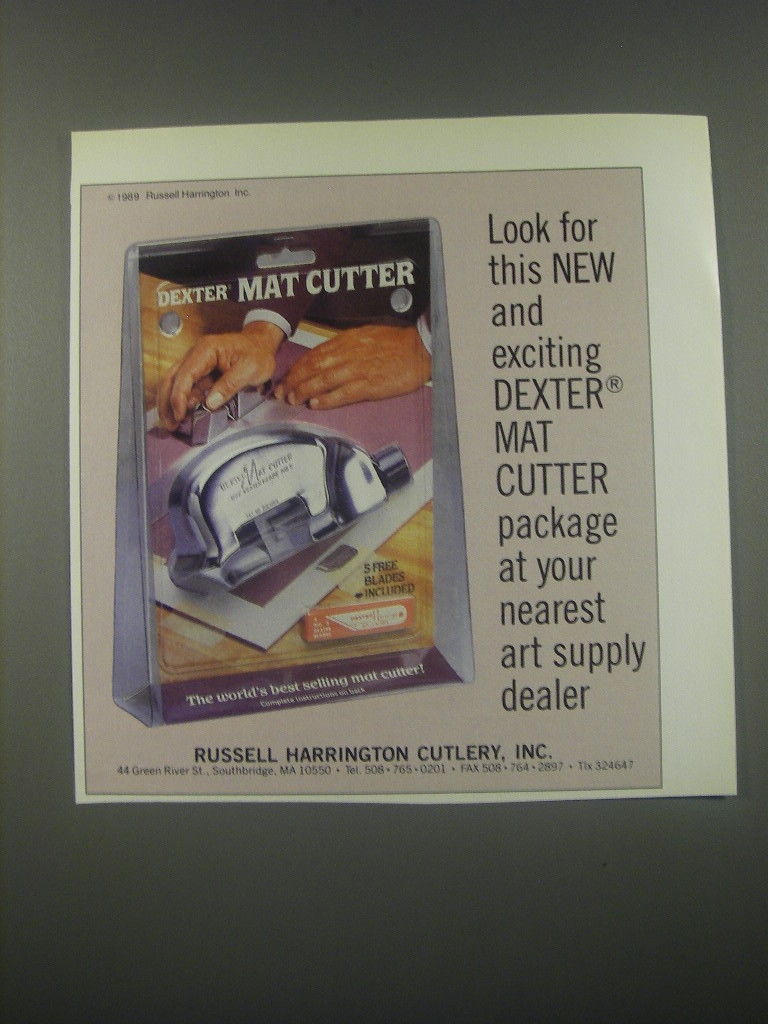 © 1989 Russell Harrington Inc.
DEXTER® MAT CUTTER
DEXTER MAT CUTTER
5 FREE
BLADES
INCLUDED
The world's best selling mat cutter!
Complete instructions on back
Look for
this NEW
and
exciting
DEXTER®
MAT
CUTTER
package
at your
nearest
art supply
dealer
RUSSELL HARRINGTON CUTLERY, INC.
44 Green River St., Southbridge, MA 10550 • Tel. 508•765•0201 • FAX 508•764•2897 • Tlx 324647